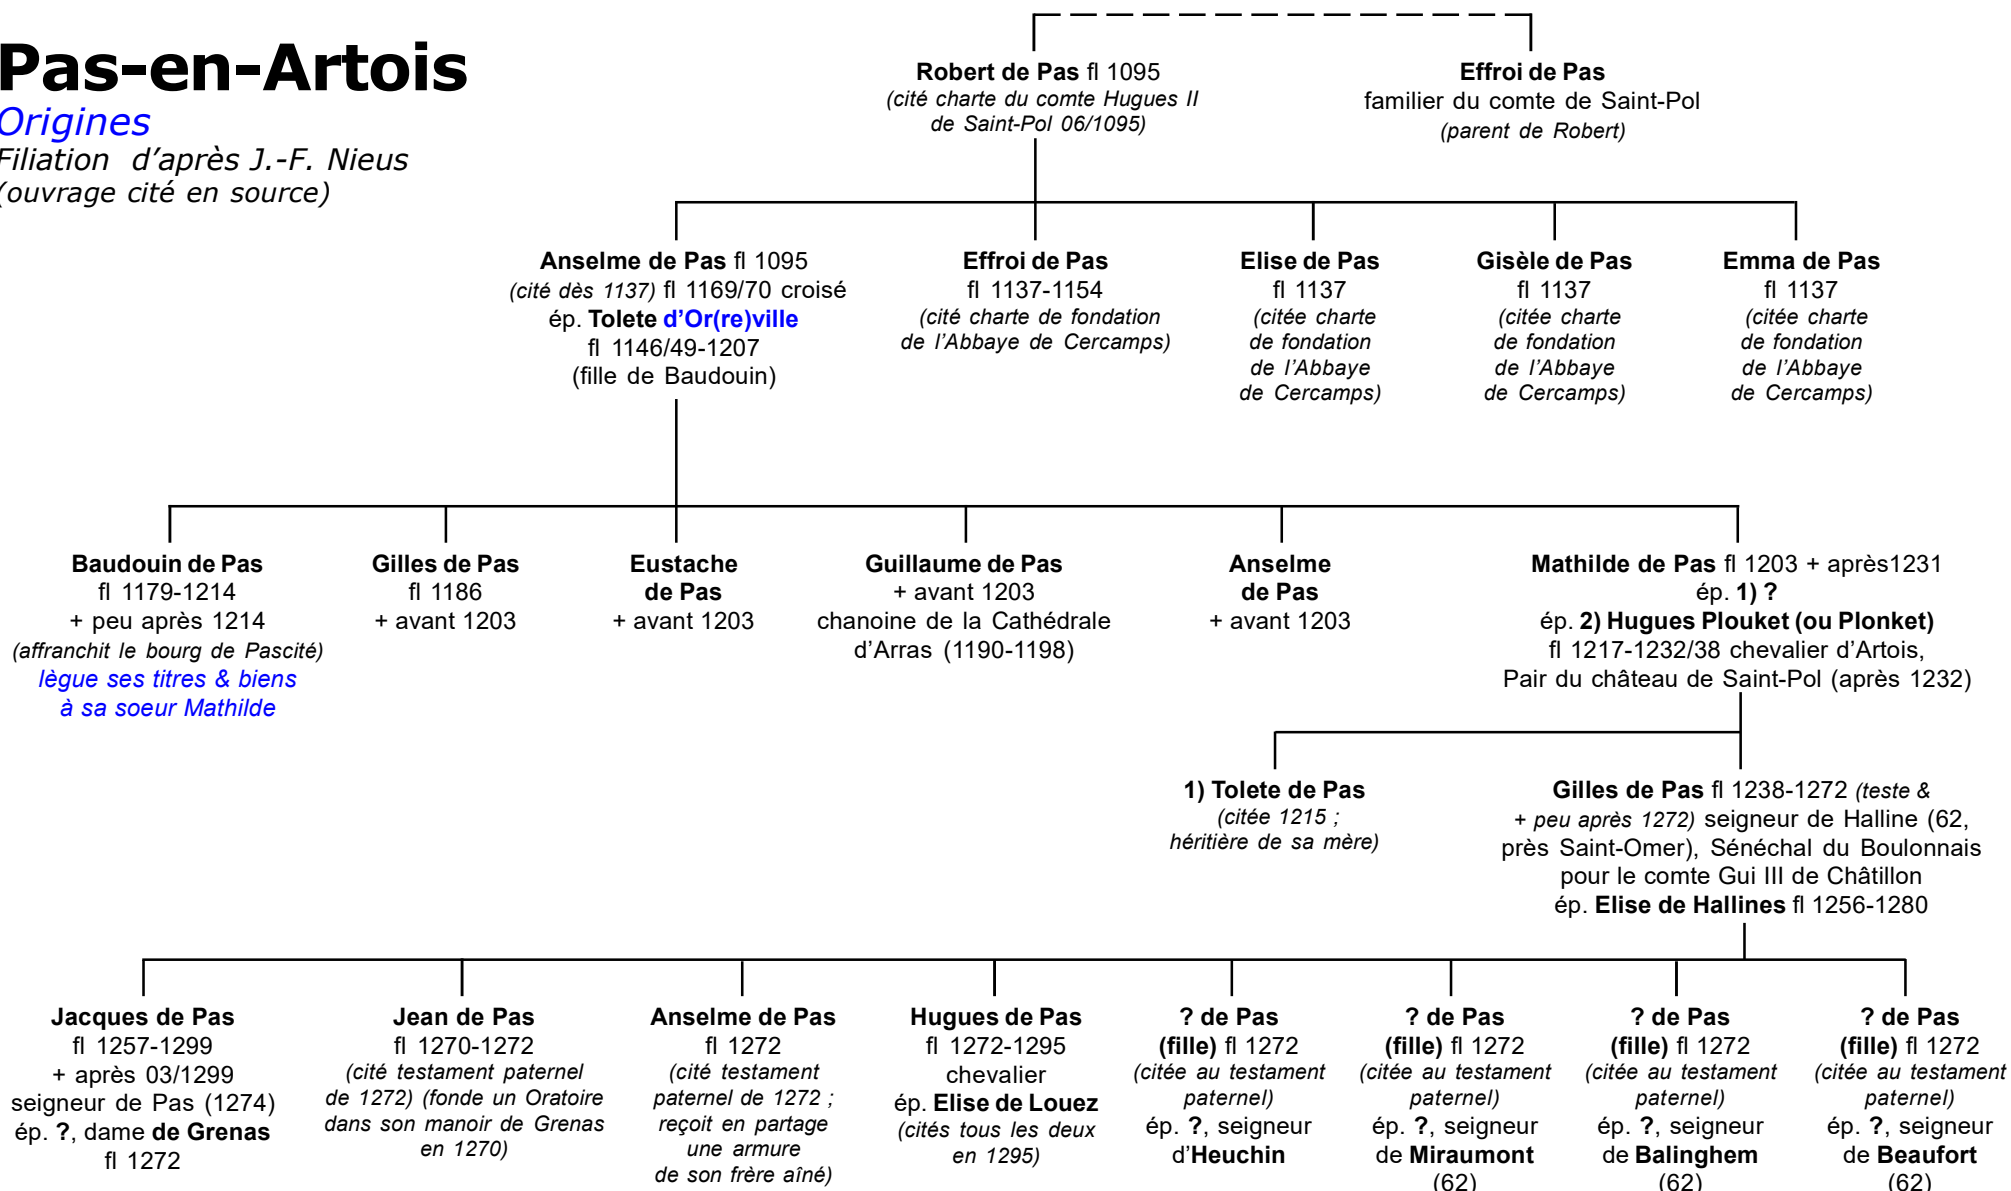 Pas-en-Artois
Origines
Filiation d'après J.-F. Nieus
(ouvrage cité en source)
Robert de Pas fl 1095
(cité charte du comte Hugues II
de Saint-Pol 06/1095)
Effroi de Pas
familier du comte de Saint-Pol
(parent de Robert)
Anselme de Pas fl 1095
(cité dès 1137) fl 1169/70 croisé
ép. Tolete d'Or(re)ville
fl 1146/49-1207
(fille de Baudouin)
Effroi de Pas
fl 1137-1154
(cité charte de fondation
de l'Abbaye de Cercamps)
Elise de Pas
fl 1137
(citée charte
de fondation
de l'Abbaye
de Cercamps)
Gisèle de Pas
fl 1137
(citée charte
de fondation
de l'Abbaye
de Cercamps)
Emma de Pas
fl 1137
(citée charte
de fondation
de l'Abbaye
de Cercamps)
Baudouin de Pas
fl 1179-1214
+ peu après 1214
(affranchit le bourg de Pascité)
lègue ses titres & biens
à sa soeur Mathilde
Gilles de Pas
fl 1186
+ avant 1203
Eustache
de Pas
+ avant 1203
Guillaume de Pas
+ avant 1203
chanoine de la Cathédrale
d'Arras (1190-1198)
Anselme
de Pas
+ avant 1203
Mathilde de Pas fl 1203 + après1231
ép. 1) ?
ép. 2) Hugues Plouket (ou Plonket)
fl 1217-1232/38 chevalier d'Artois,
Pair du château de Saint-Pol (après 1232)
1) Tolete de Pas
(citée 1215 ;
héritière de sa mère)
Gilles de Pas fl 1238-1272 (teste &
+ peu après 1272) seigneur de Halline (62,
près Saint-Omer), Sénéchal du Boulonnais
pour le comte Gui III de Châtillon
ép. Elise de Hallines fl 1256-1280
Jacques de Pas
fl 1257-1299
+ après 03/1299
seigneur de Pas (1274)
ép. ?, dame de Grenas
fl 1272
Jean de Pas
fl 1270-1272
(cité testament paternel
de 1272) (fonde un Oratoire
dans son manoir de Grenas
en 1270)
Anselme de Pas
fl 1272
(cité testament
paternel de 1272 ;
reçoit en partage
une armure
de son frère aîné)
Hugues de Pas
fl 1272-1295
chevalier
ép. Elise de Louez
(cités tous les deux
en 1295)
? de Pas
(fille) fl 1272
(citée au testament
paternel)
ép. ?, seigneur
d'Heuchin
? de Pas
(fille) fl 1272
(citée au testament
paternel)
ép. ?, seigneur
de Miraumont
(62)
? de Pas
(fille) fl 1272
(citée au testament
paternel)
ép. ?, seigneur
de Balinghem
(62)
? de Pas
(fille) fl 1272
(citée au testament
paternel)
ép. ?, seigneur
de Beaufort
(62)